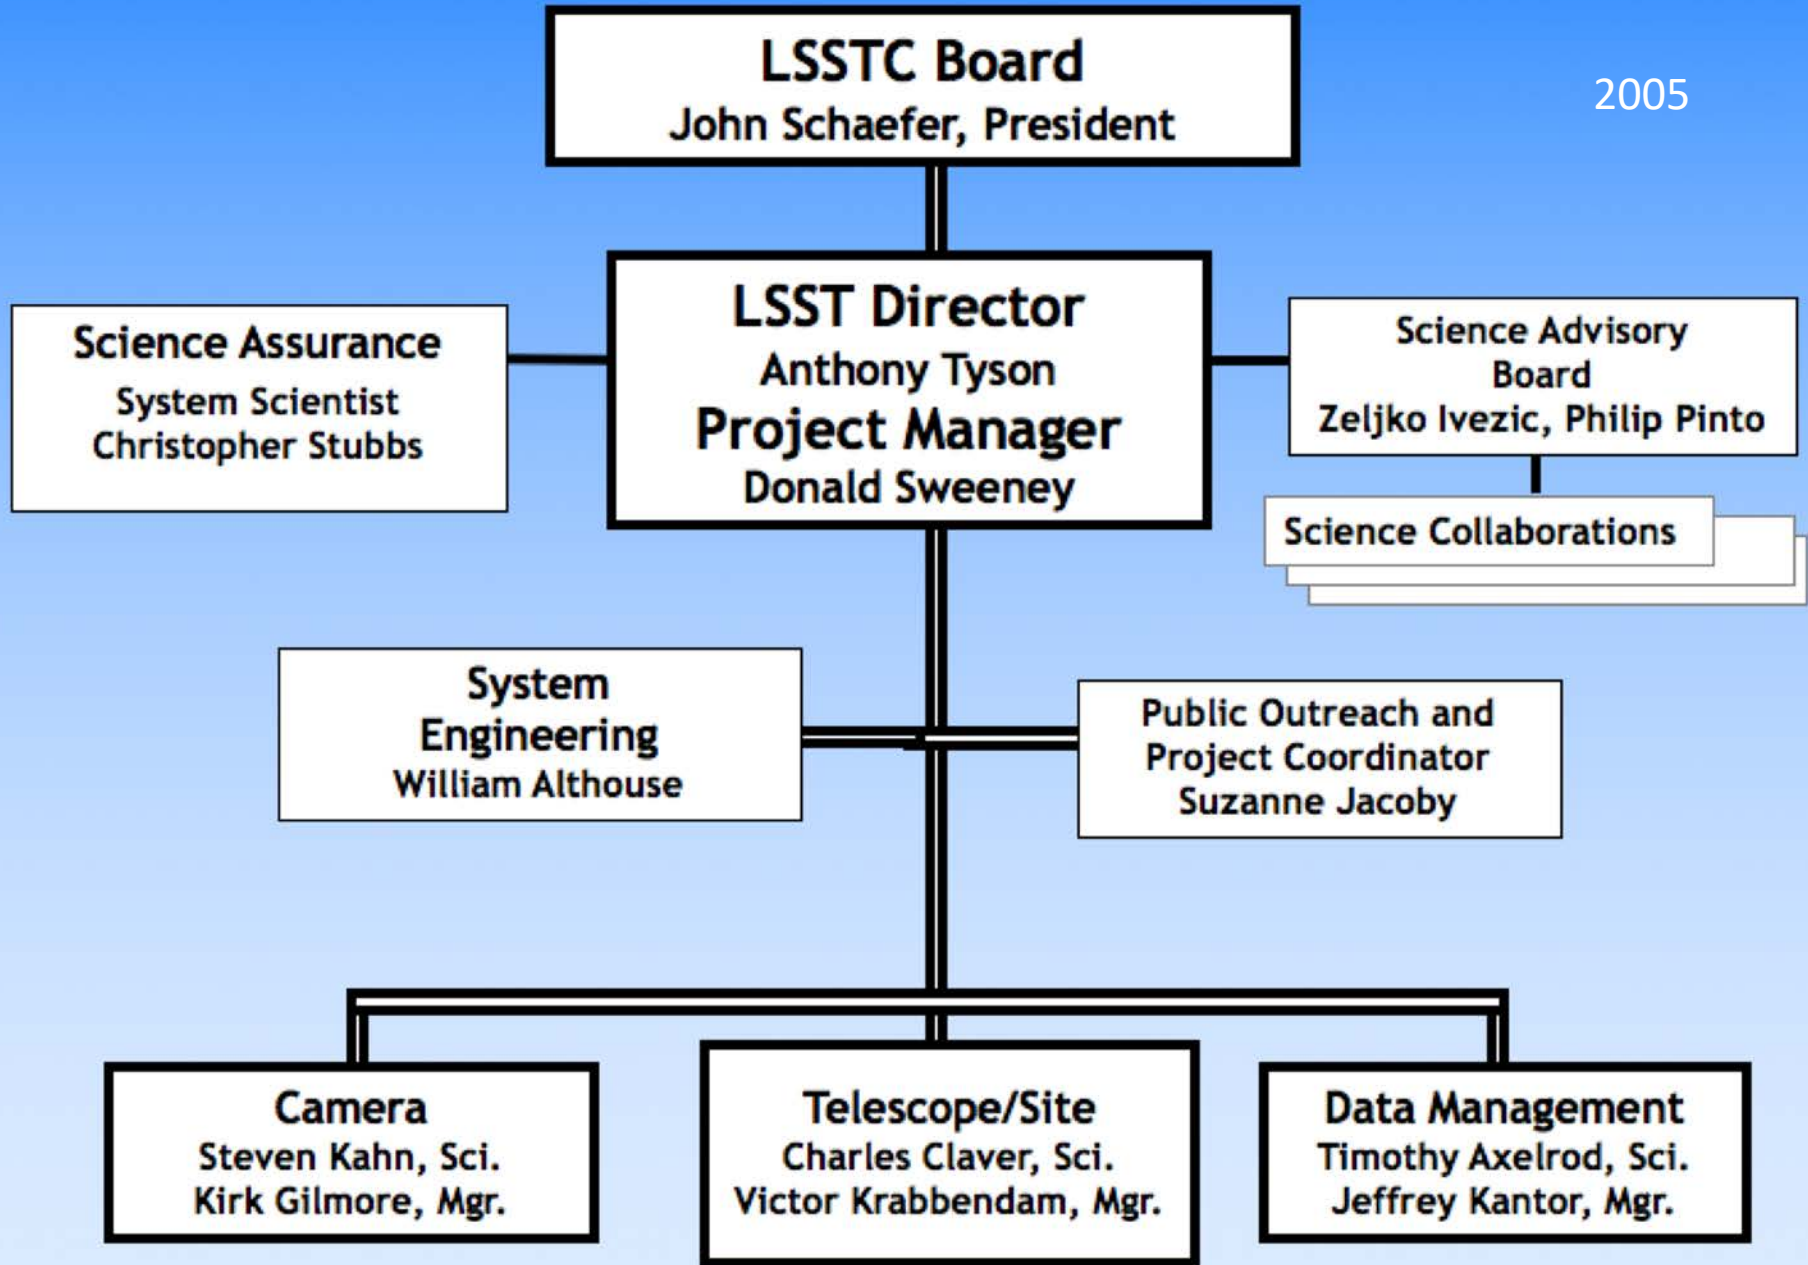 LSSTC Board
John Schaefer, President
2005
LSST Director
Anthony Tyson
Project Manager
Donald Sweeney
Science Assurance
System Scientist
Christopher Stubbs
Science Advisory
Board
Zeljko Ivezic, Philip Pinto
Science Collaborations
System
Engineering
William Althouse
Public Outreach and
Project Coordinator
Suzanne Jacoby
Camera
Steven Kahn, Sci.
Kirk Gilmore, Mgr.
Telescope/Site
Charles Claver, Sci.
Victor Krabbendam, Mgr.
Data Management
Timothy Axelrod, Sci.
Jeffrey Kantor, Mgr.